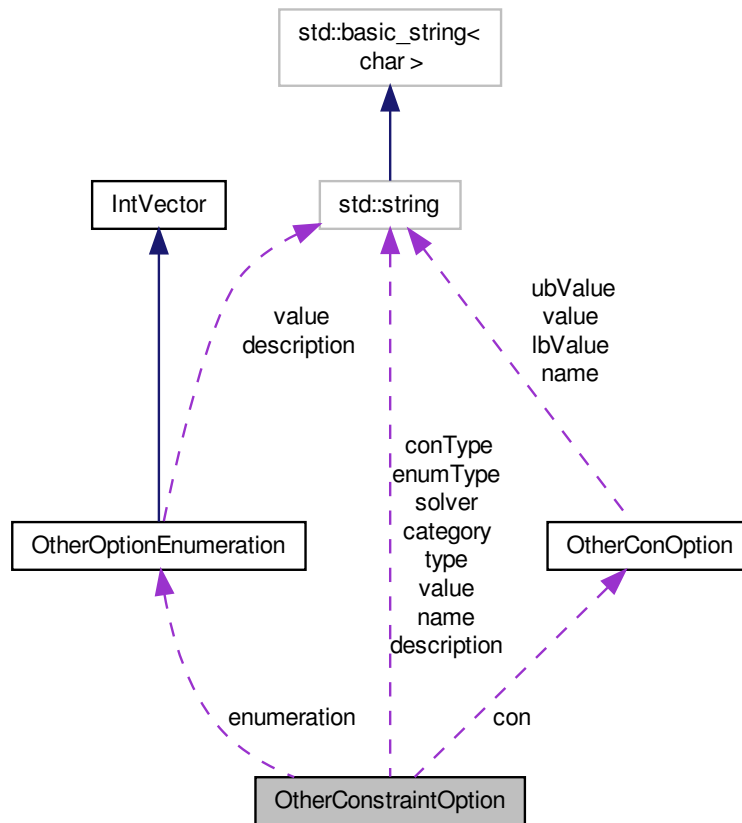 std::basic_string<
char >
IntVector
std::string
ubValue
value
lbValue
name
value
description
conType
enumType
solver
category
type
value
name
description
OtherOptionEnumeration
OtherConOption
enumeration
con
OtherConstraintOption